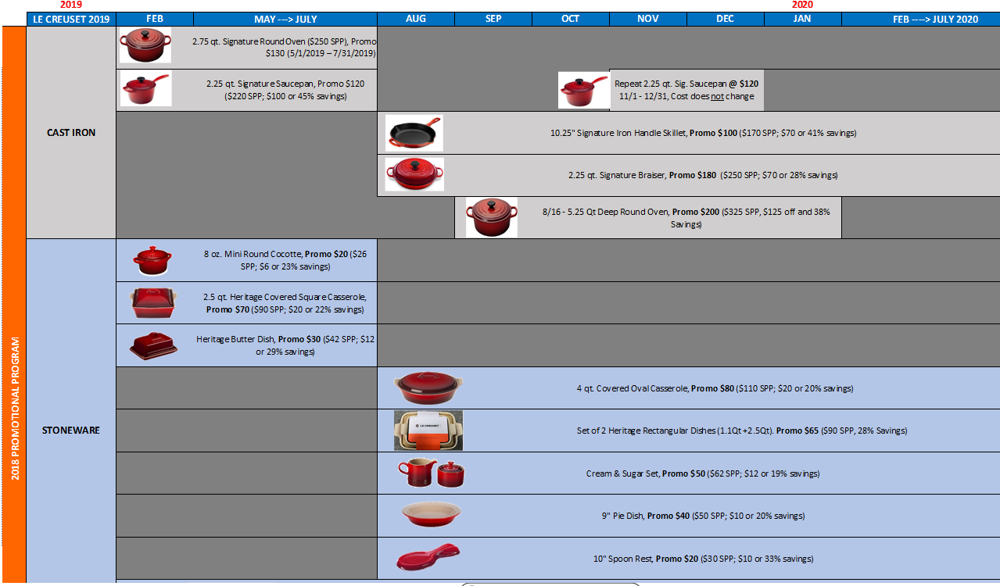 2019
2020
LE CREUSET 2019
FEB
MAY ---> JULY
AUG
SEP
OCT
NOV
DEC
JAN
FEB ----> JULY 2020
2018 PROMOTIONAL PROGRAM
CAST IRON
2.75 qt. Signature Round Oven ($250 SPP), Promo
$130 (5/1/2019 – 7/31/2019)
2.25 qt. Signature Saucepan, Promo $120
($220 SPP; $100 or 45% savings)
Repeat 2.25 qt. Sig. Saucepan @ $120
11/1 - 12/31, Cost does not change
10.25" Signature Iron Handle Skillet, Promo $100 ($170 SPP; $70 or 41% savings)
2.25 qt. Signature Braiser, Promo $180 ($250 SPP; $70 or 28% savings)
8/16 - 5.25 Qt Deep Round Oven, Promo $200 ($325 SPP, $125 off and 38%
Savings)
STONEWARE
8 oz. Mini Round Cocotte, Promo $20 ($26
SPP; $6 or 23% savings)
2.5 qt. Heritage Covered Square Casserole,
Promo $70 ($90 SPP; $20 or 22% savings)
Heritage Butter Dish, Promo $30 ($42 SPP; $12
or 29% savings)
4 qt. Covered Oval Casserole, Promo $80 ($110 SPP; $20 or 20% savings)
LE CREUSET
Set of 2 Heritage Rectangular Dishes (1.1Qt +2.5Qt). Promo $65 ($90 SPP, 28% Savings)
Cream & Sugar Set, Promo $50 ($62 SPP; $12 or 19% savings)
9" Pie Dish, Promo $40 ($50 SPP; $10 or 20% savings)
10" Spoon Rest, Promo $20 ($30 SPP; $10 or 33% savings)